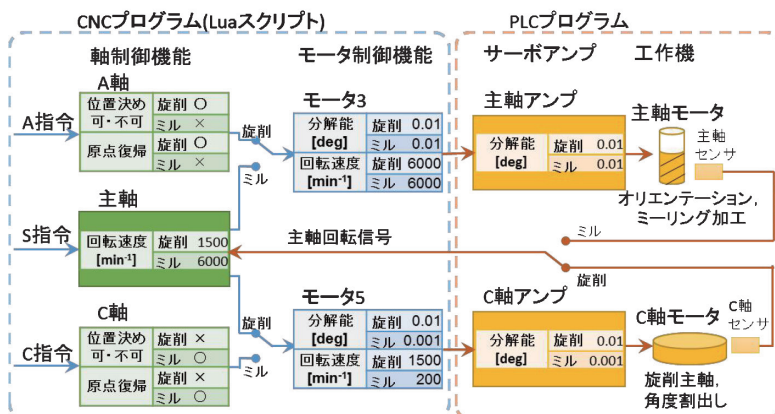 CNCプログラム(Luaスクリプト)
PLCプログラム
軸制御機能
モータ制御機能
サーボアンプ
工作機
A軸
A指令
位置決め
可・不可
旋削 〇
ミル ×
原点復帰
旋削 〇
ミル ×
旋削
ミル
モータ3
分解能
[deg]
旋削 0.01
ミル 0.01
回転速度
[min⁻¹]
旋削 6000
ミル 6000
主軸アンプ
分解能
[deg]
旋削 0.01
ミル 0.01
主軸モータ
主軸
センサ
オリエンテーション,
ミーリング加工
主軸
S指令
回転速度
[min⁻¹]
旋削 1500
ミル 6000
主軸回転信号
ミル
旋削
C軸
C指令
位置決め
可・不可
旋削 ×
ミル 〇
原点復帰
旋削 ×
ミル 〇
旋削
ミル
モータ5
分解能
[deg]
旋削 0.01
ミル 0.001
回転速度
[min⁻¹]
旋削 1500
ミル 200
C軸アンプ
分解能
[deg]
旋削 0.01
ミル 0.001
C軸モータ
C軸
センサ
旋削主軸,
角度割出し